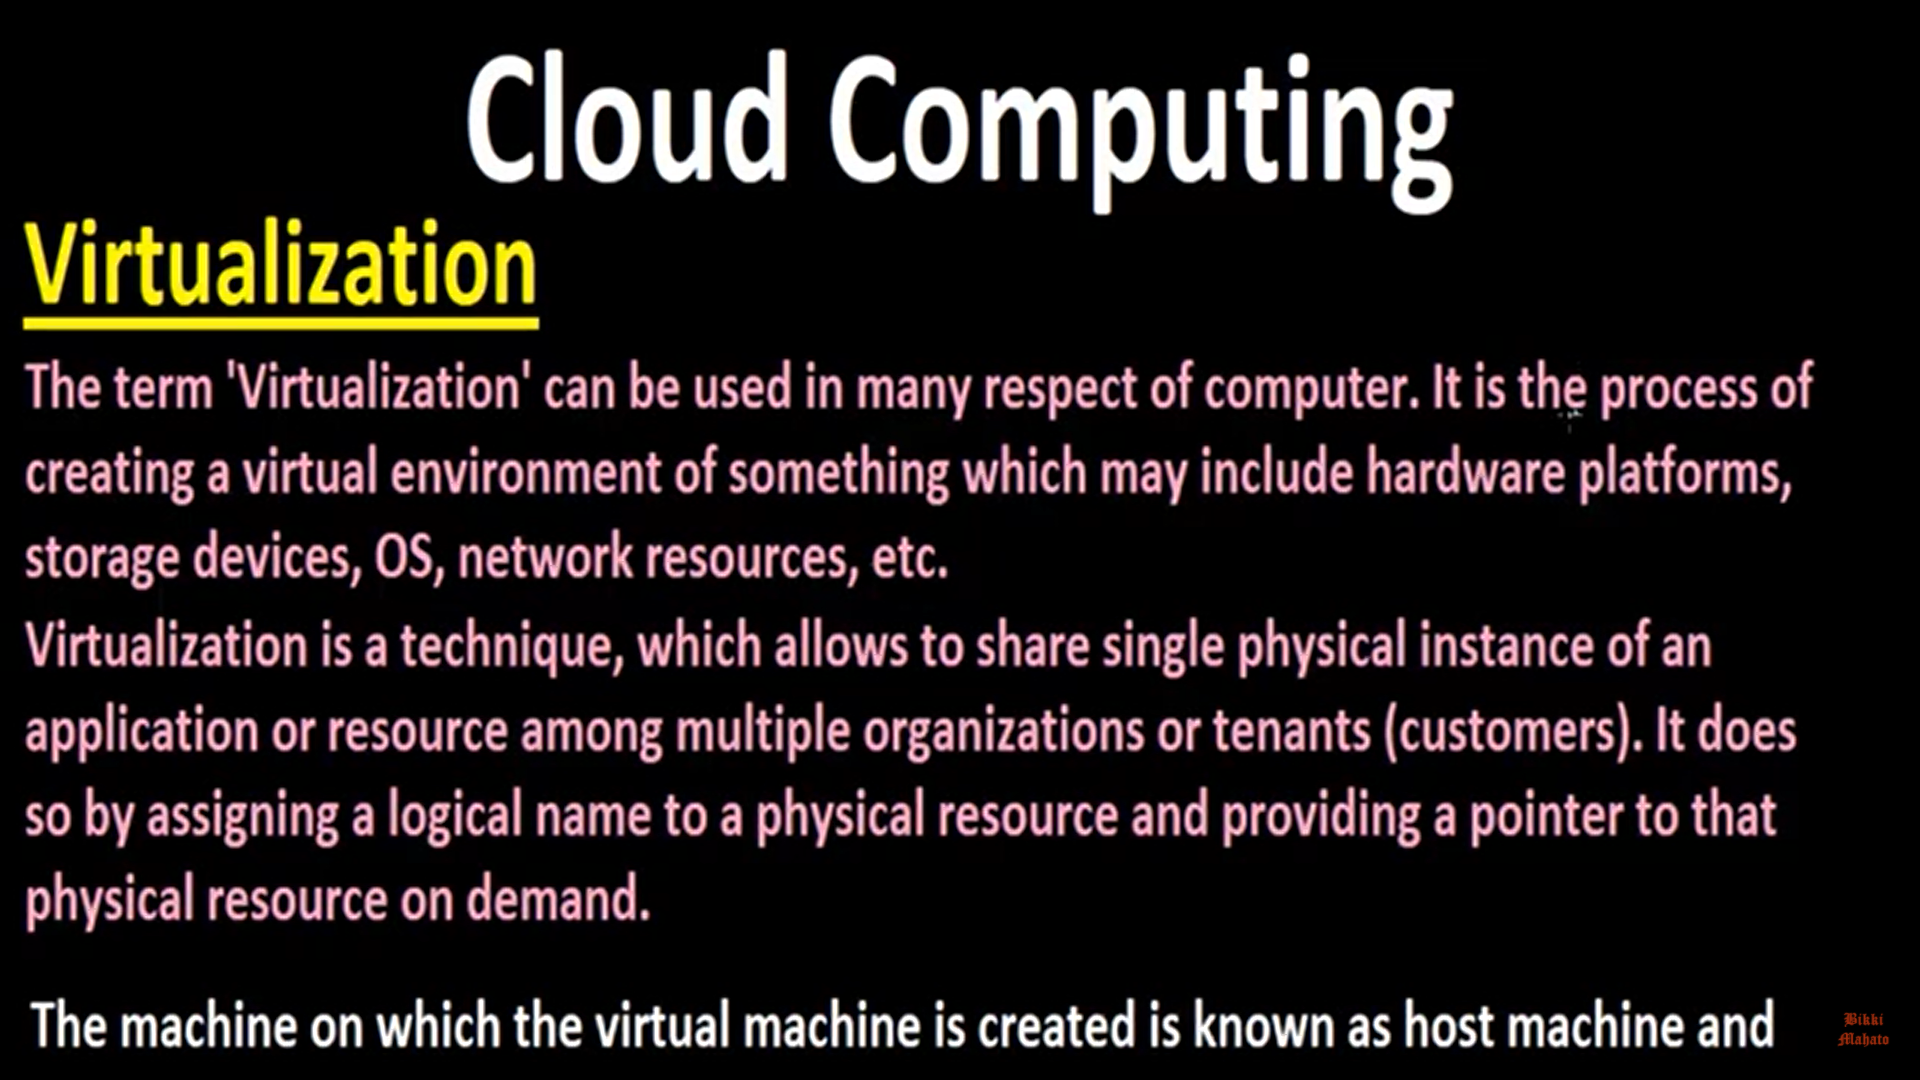 Cloud Computing
Virtualization
The term 'Virtualization' can be used in many respect of computer. It is the process of
creating a virtual environment of something which may include hardware platforms,
storage devices, OS, network resources, etc.
Virtualization is a technique, which allows to share single physical instance of an
application or resource among multiple organizations or tenants (customers). It does
so by assigning a logical name to a physical resource and providing a pointer to that
physical resource on demand.
The machine on which the virtual machine is created is known as host machine and
Bikki
Mahato